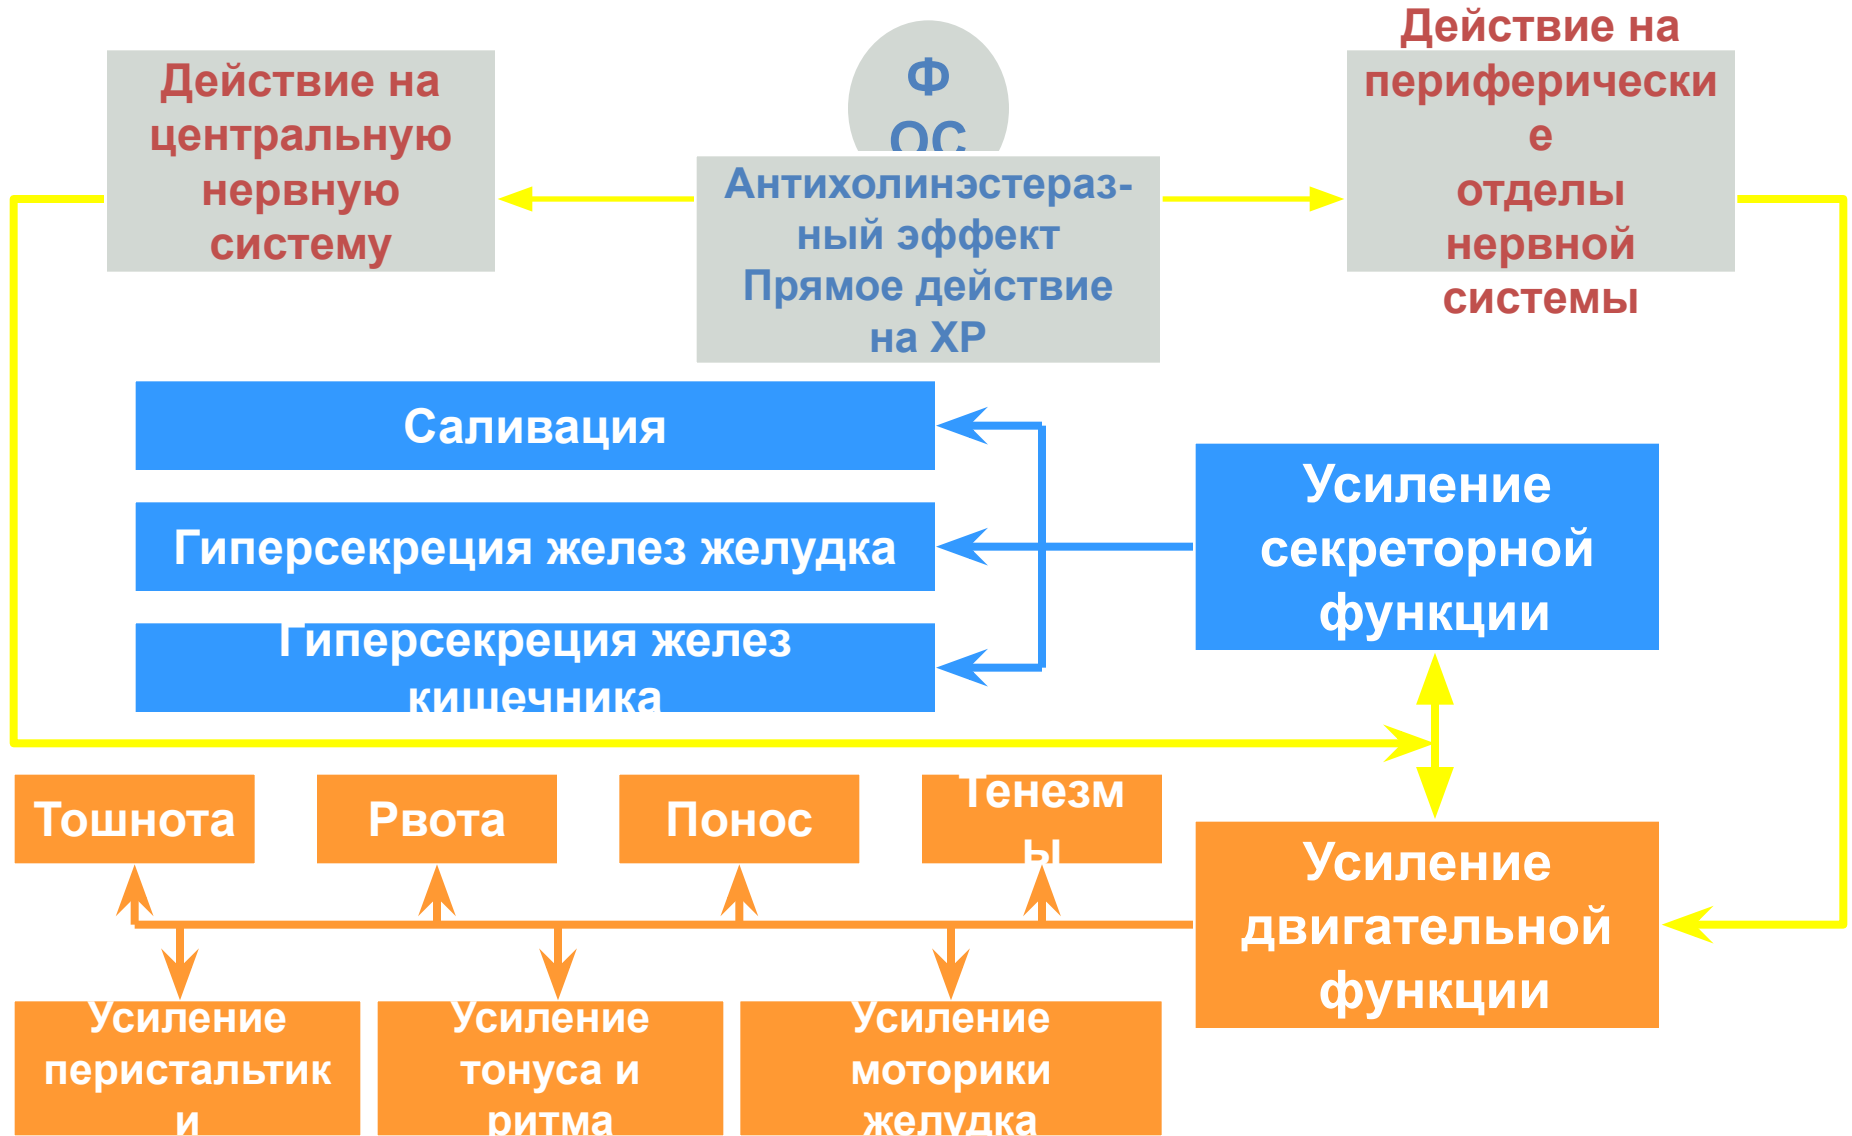 Действие на
центральную
нервную
систему
Ф
ОС
Антихолинэстераз-
ный эффект
Прямое действие
на ХР
Действие на
периферически
е
отделы
нервной
системы
Саливация
Гиперсекреция желез желудка
Гиперсекреция желез
кишечника
Усиление
секреторной
функции
Тошнота
Рвота
Понос
Тенезм
ы
Усиление
двигательной
функции
Усиление
перистальтик
и
Усиление
тонуса и
ритма
Усиление
моторики
желудка